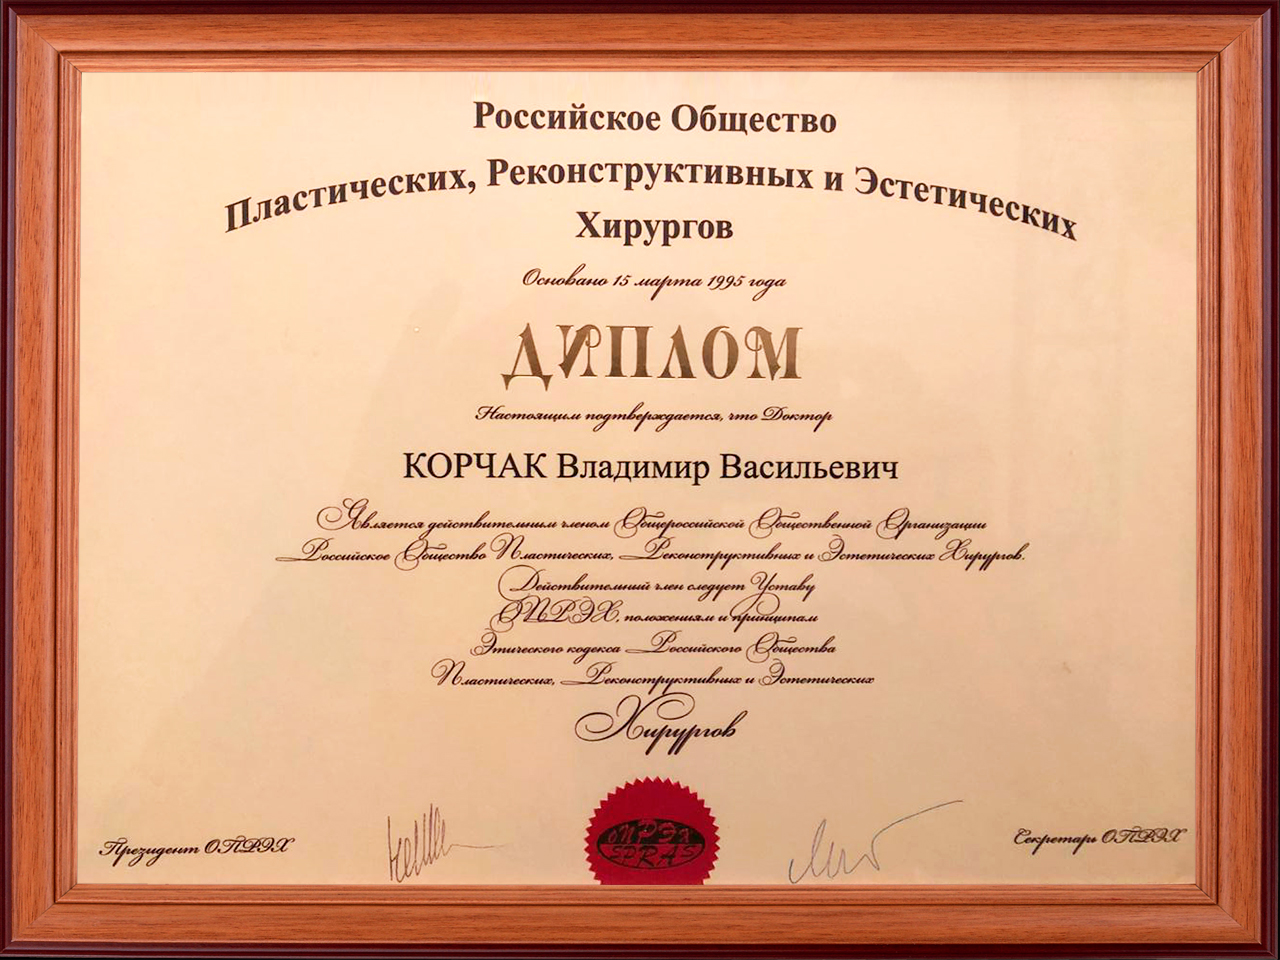 Российское Общество
Пластических, Реконструктивных и Эстетических
Хирургов
Основано 15 марта 1995 года
ДИПЛОМ
Настоящим подтверждается, что Доктор
КОРЧАК Владимир Васильевич
Является действительным членом Общероссийской Общественной Организации
Российское Общество Пластических, Реконструктивных и Эстетических Хирургов.
Действительный член следует Уставу
ОПРЭХ, положениям и принципам
Этического кодекса Российского Общества
Пластических, Реконструктивных и Эстетических
Хирургов
Президент ОПРЭХ
ОПРЭХ
SPRAS
Секретарь ОПРЭХ